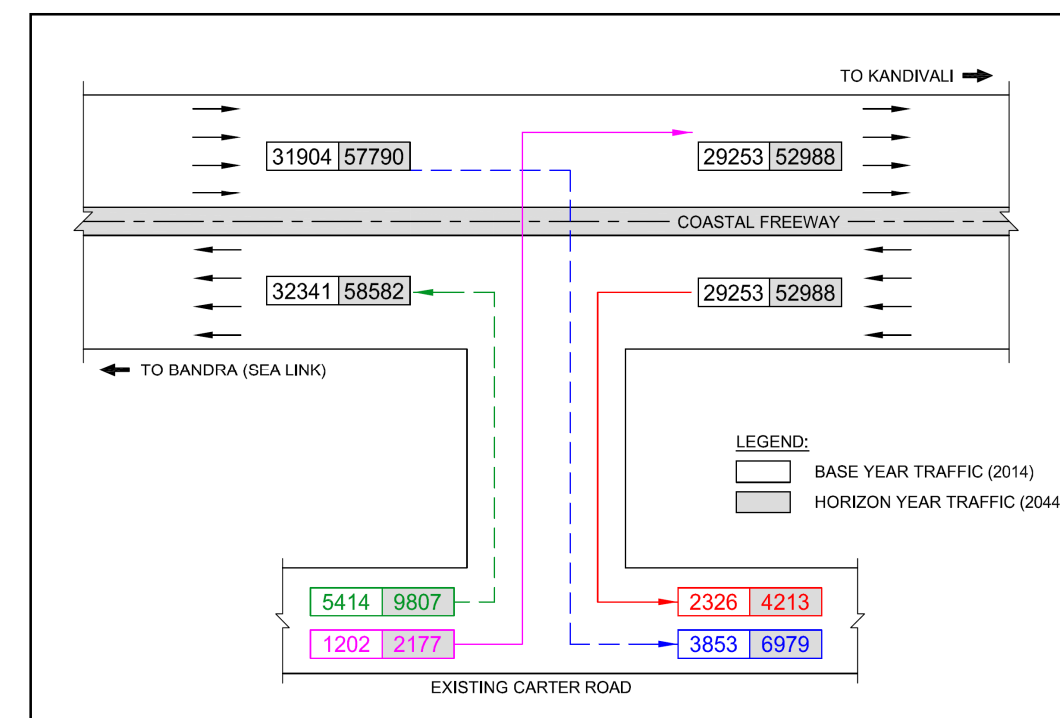 TO KANDIVALI
31904 57790
29253 52988
COASTAL FREEWAY
32341 58582
29253 52988
TO BANDRA (SEA LINK)
LEGEND:
BASE YEAR TRAFFIC (2014)
HORIZON YEAR TRAFFIC (2044
5414 9807
2326 4213
1202 2177
3853 6979
EXISTING CARTER ROAD